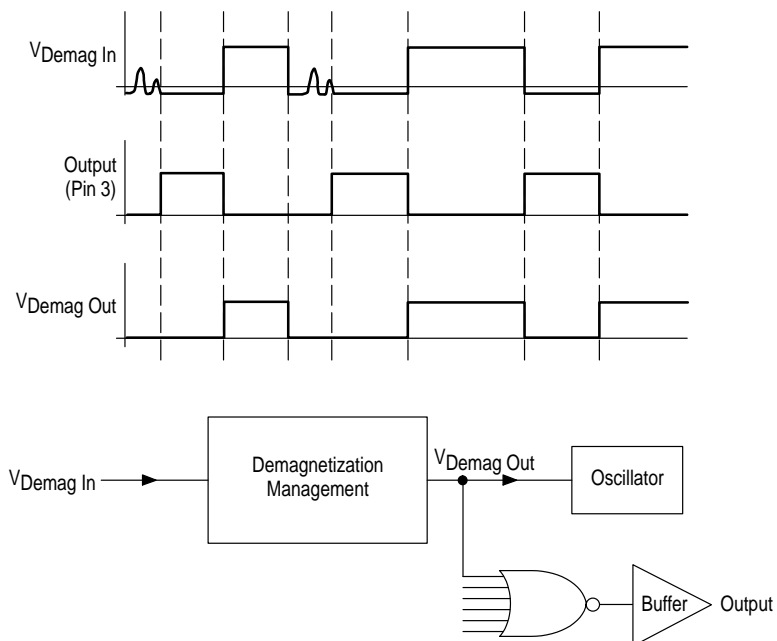 VDemag In
Output
(Pin 3)
VDemag Out
VDemag In
Demagnetization
Management
VDemag Out
Oscillator
Buffer
Output